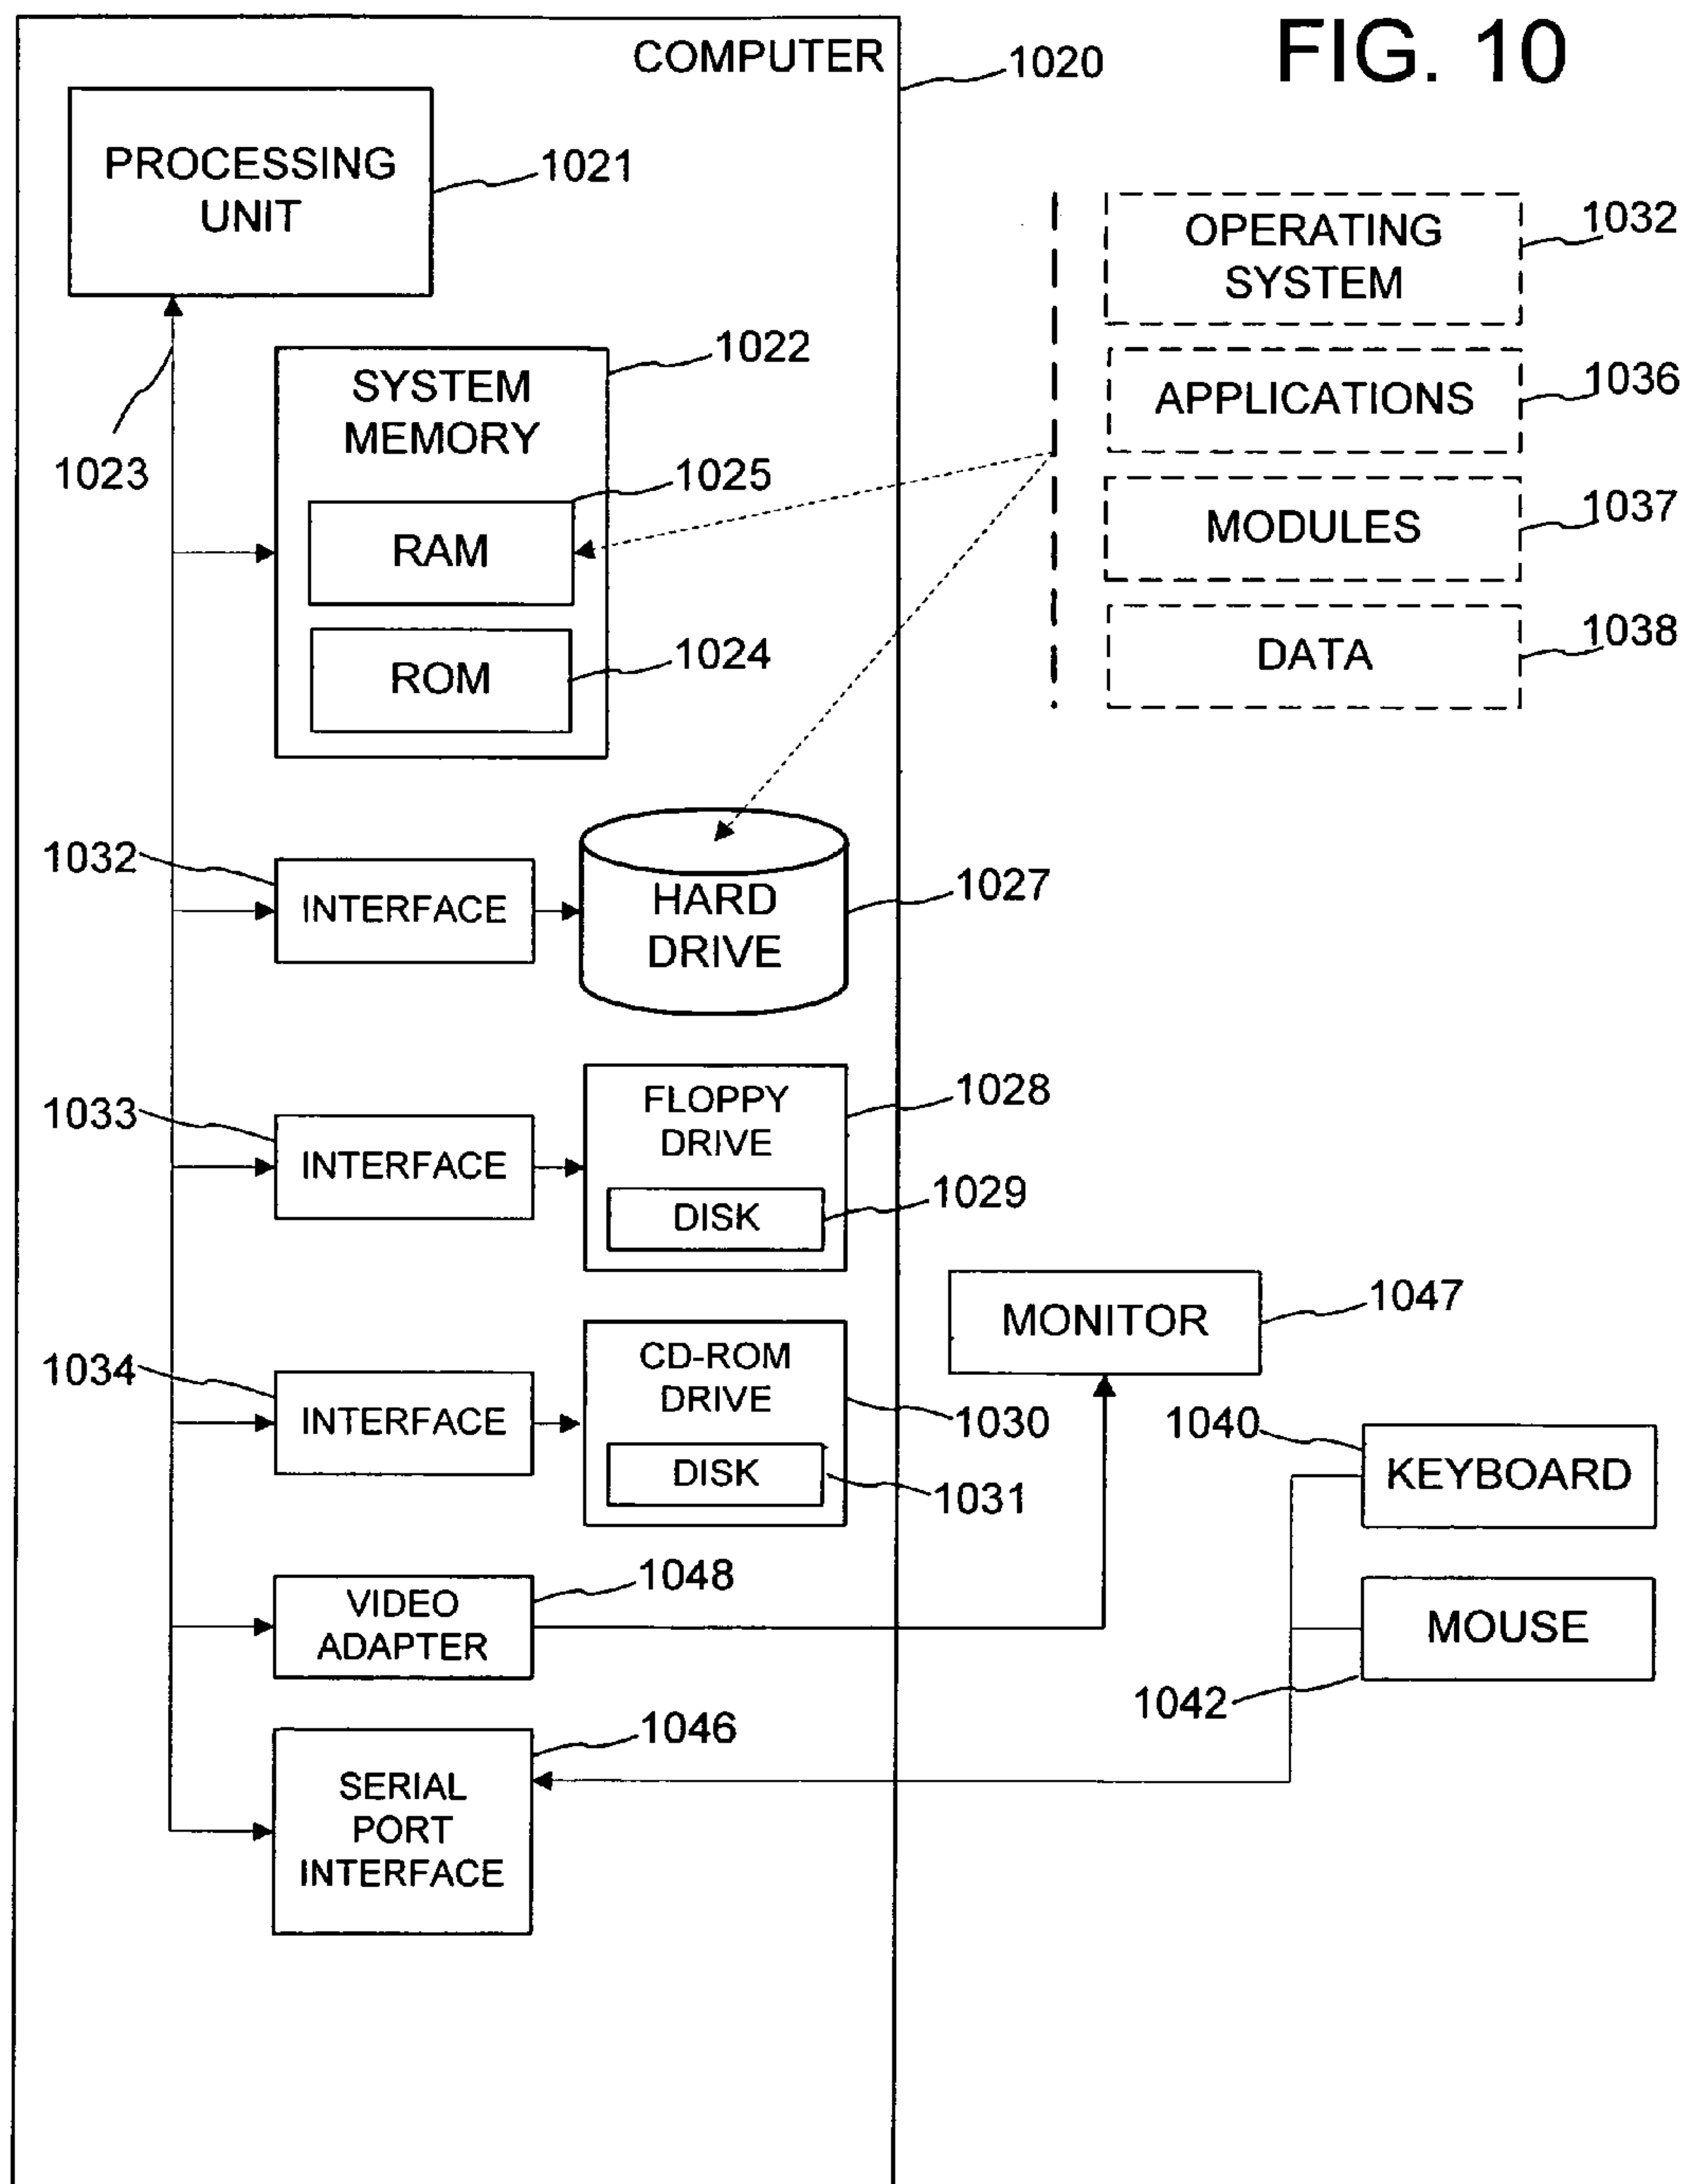 FIG. 10
COMPUTER
1020
PROCESSING
UNIT
1021
1023
SYSTEM
MEMORY
1022
RAM
1025
ROM
1024
OPERATING
SYSTEM
1032
APPLICATIONS
1036
MODULES
1037
DATA
1038
1032
INTERFACE
HARD
DRIVE
1027
1033
INTERFACE
FLOPPY
DRIVE
1028
DISK
1029
1034
INTERFACE
CD-ROM
DRIVE
1030
DISK
1031
MONITOR
1047
1040
KEYBOARD
MOUSE
1042
VIDEO
ADAPTER
1048
SERIAL
PORT
INTERFACE
1046